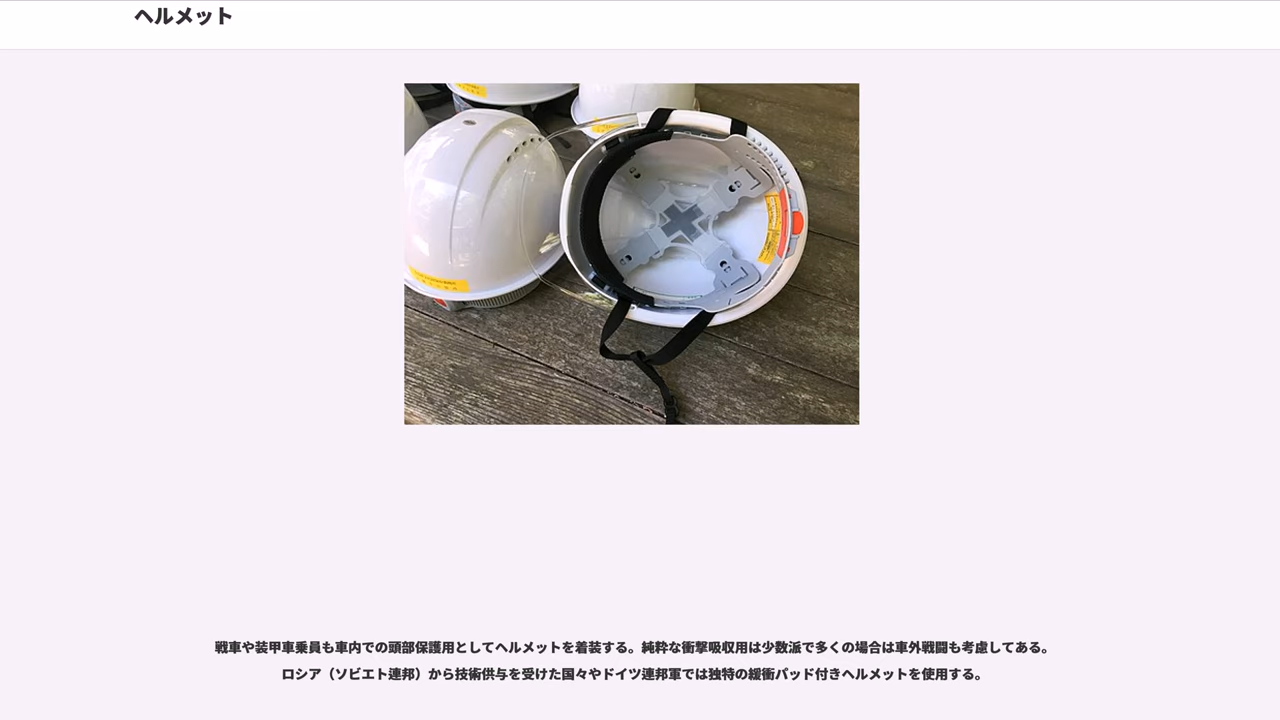 ヘルメット
戦車や装甲車乗員も車内での頭部保護用としてヘルメットを着装する。純粋な衝撃吸収用は少数派で多くの場合は車外戦闘も考慮してある。
ロシア（ソビエト連邦）から技術供与を受けた国々やドイツ連邦軍では独特の緩衝パッド付きヘルメットを使用する。